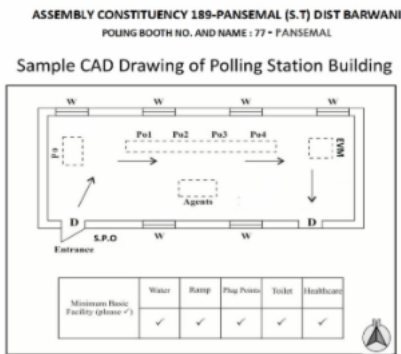 ASSEMBLY CONSTITUENCY 189-PANSEMAL (S.T) DIST BARWANI
POLING BOOTH NO. AND NAME : 77 - PANSEMAL
Sample CAD Drawing of Polling Station Building
W W W W
Po1 Po2 Po3 Po4
Po
EVM
Agents
D D
S.P.O
Entrance
W W
Minimum Basic Facility (please ✓) Water Ramp Plug Points Toilet Healthcare
✓ ✓ ✓ ✓ ✓
N